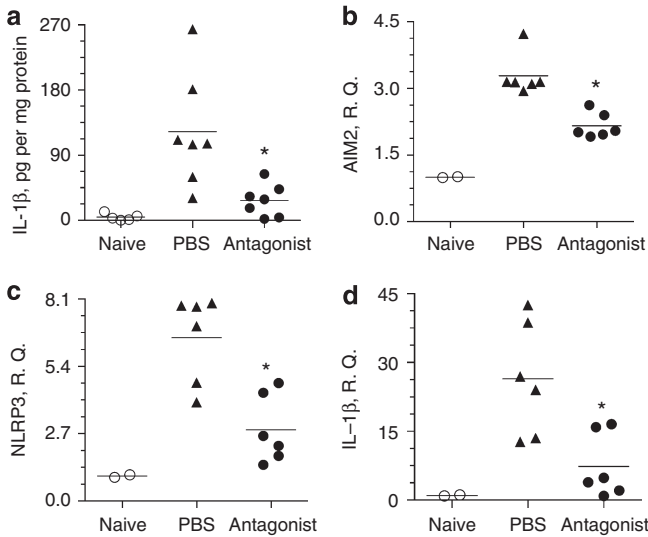 a
IL-1β, pg per mg protein
270
180
90
0
*
Naive PBS Antagonist
b
AIM2, R. Q.
4.5
3.0
1.5
0.0
*
Naive PBS Antagonist
c
NLRP3, R. Q.
8.1
5.4
2.7
0.0
*
Naive PBS Antagonist
d
IL–1β, R. Q.
45
30
15
0
*
Naive PBS Antagonist